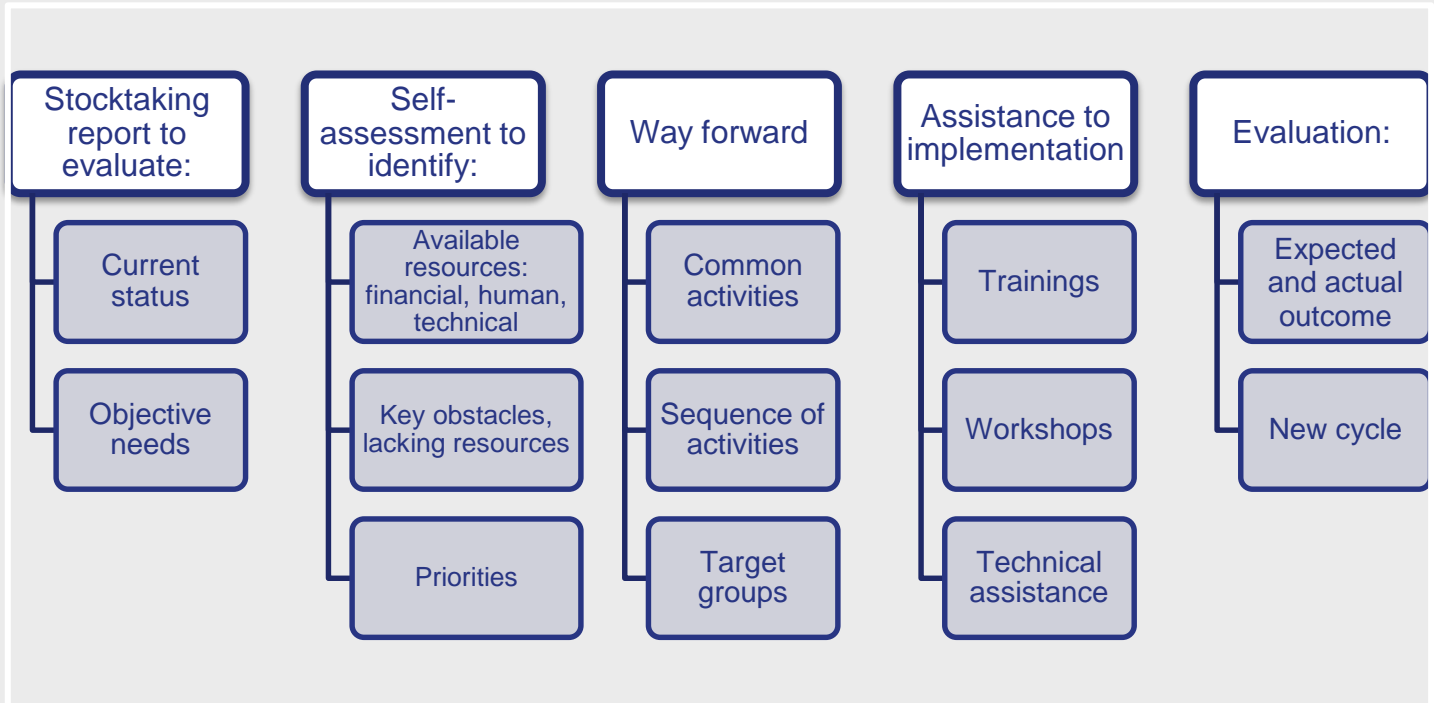 Stocktaking
report to
evaluate:
Current
status
Objective
needs
Self-
assessment to
identify:
Available
resources:
financial, human,
technical
Key obstacles,
lacking resources
Priorities
Way forward
Common
activities
Sequence of
activities
Target
groups
Assistance to
implementation
Trainings
Workshops
Technical
assistance
Evaluation:
Expected
and actual
outcome
New cycle